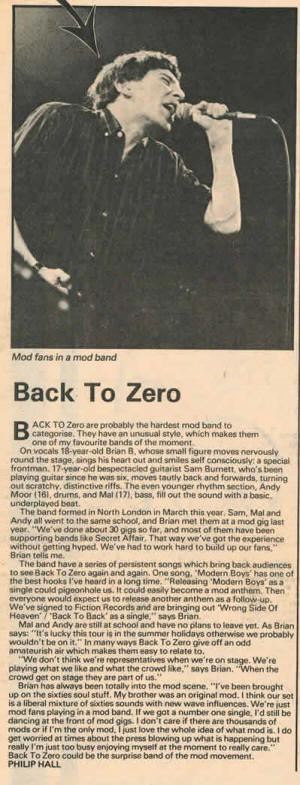 Mod fans in a mod band
Back To Zero
BACK TO Zero are probably the hardest mod band to
categorise. They have an unusual style, which makes them
one of my favourite bands of the moment.
On vocals 18-year-old Brian B, whose small figure moves nervously
round the stage, sings his heart out and smiles self consciously; a special
frontman. 17-year-old bespectacled guitarist Sam Burnett, who's been
playing guitar since he was six, moves tautly back and forwards, turning
out scratchy, distinctive riffs. The even younger rhythm section, Andy
Moor (16), drums, and Mal (17), bass, fill out the sound with a basic,
underplayed beat.
The band formed in North London in March this year. Sam, Mal and
Andy all went to the same school, and Brian met them at a mod gig last
year. "We've done about 30 gigs so far, and most of them have been
supporting bands like Secret Affair. That way we've got the experience
without getting hyped. We've had to work hard to build up our fans,"
Brian tells me.
The band have a series of persistent songs which bring back audiences
to see Back To Zero again and again. One song, 'Modern Boys' has one of
the best hooks I've heard in a long time. "Releasing 'Modern Boys' as a
single could pigeonhole us. It could easily become a mod anthem. Then
everyone would expect us to release another anthem as a follow-up.
We've signed to Fiction Records and are bringing out 'Wrong Side Of
Heaven' / 'Back To Back' as a single," says Brian.
Mal and Andy are still at school and have no plans to leave yet. As Brian
says: "It's lucky this tour is in the summer holidays otherwise we probably
wouldn't be on it." In many ways Back To Zero give off an odd
amateurish air which makes them easy to relate to.
"We don't think we're representatives when we're on stage. We're
playing what we like and what the crowd like," says Brian. "When the
crowd get on stage they are part of us."
Brian has always been totally into the mod scene. "I've been brought
up on the sixties soul stuff. My brother was an original mod. I think our set
is a liberal mixture of sixties sounds with new wave influences. We're just
mod fans playing in a mod band. If we got a number one single, I'd still be
dancing at the front of mod gigs. I don't care if there are thousands of
mods or if I'm the only mod, I just love the whole idea of what mod is. I do
get worried at times about the press blowing up what is happening but
really I'm just too busy enjoying myself at the moment to really care."
Back To Zero could be the surprise band of the mod movement.
PHILIP HALL